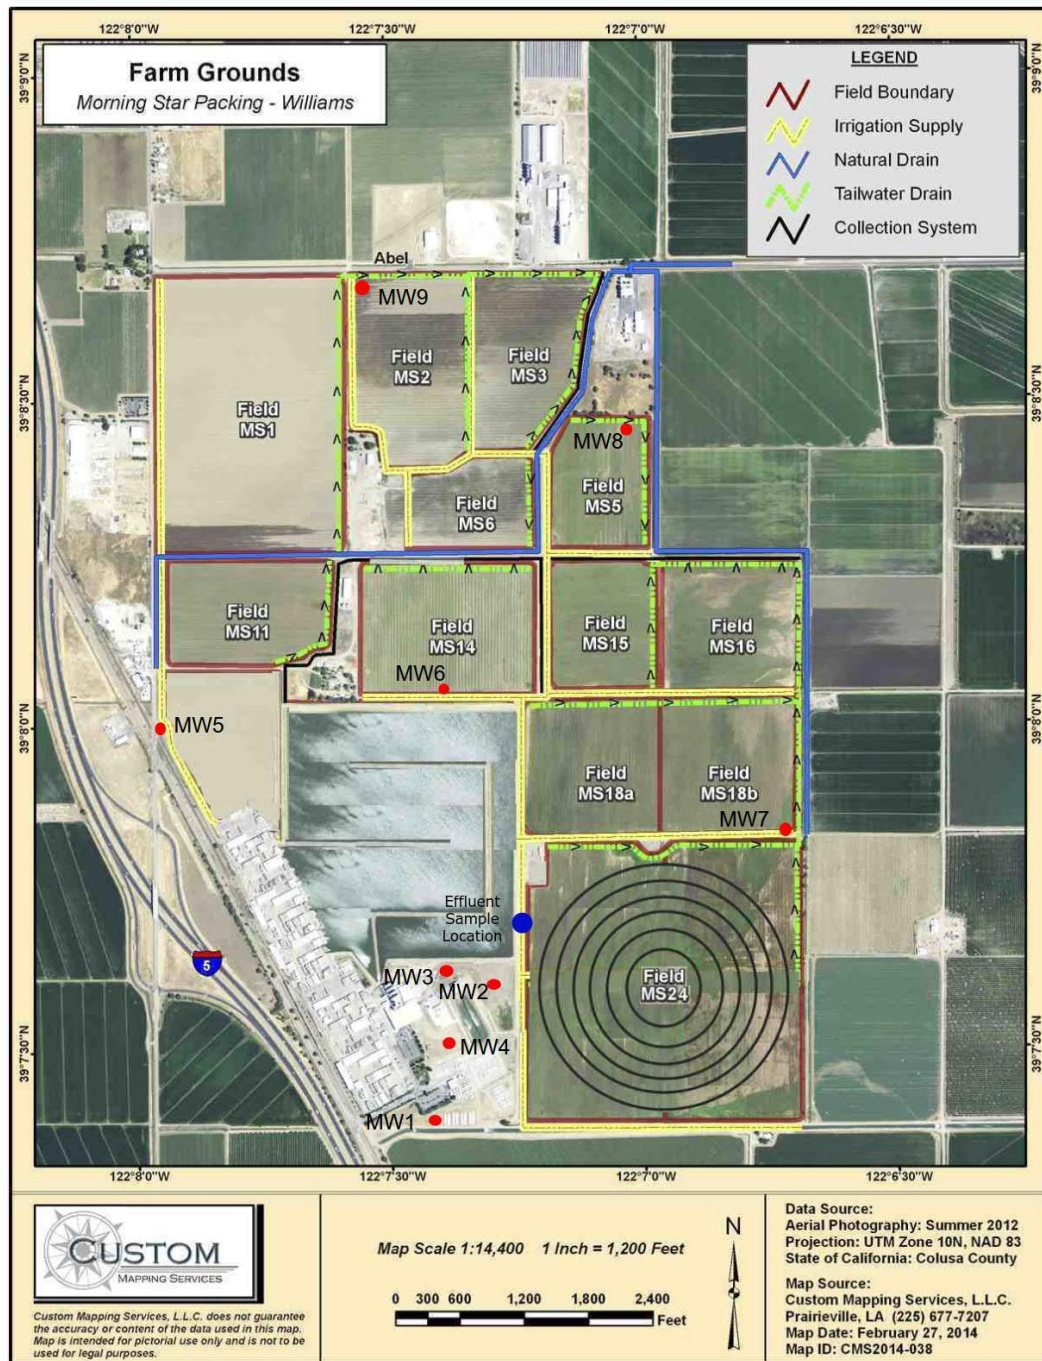 122°8'0"W
122°7'30"W
122°7'0"W
122°6'30"W
39°9'0"N
39°9'0"N
Farm Grounds
Morning Star Packing - Williams
LEGEND
Field Boundary
Irrigation Supply
Natural Drain
Tailwater Drain
Collection System
Abel
MW9
Field
MS2
Field
MS3
39°8'30"N
39°8'30"N
Field
MS1
MW8
Field
MS5
Field
MS6
Field
MS11
Field
MS14
Field
MS15
Field
MS16
MW6
MW5
39°8'0"N
39°8'0"N
Field
MS18a
Field
MS18b
MW7
Effluent
Sample
Location
5
MW3
MW2
Field
MS24
MW4
39°7'30"N
39°7'30"N
MW1
122°8'0"W
122°7'30"W
122°7'0"W
122°6'30"W
CUSTOM
MAPPING SERVICES
Custom Mapping Services, L.L.C. does not guarantee
the accuracy or content of the data used in this map.
Map is intended for pictorial use only and is not to be
used for legal purposes.
Map Scale 1:14,400 1 Inch = 1,200 Feet
0 300 600 1,200 1,800 2,400
Feet
N
Data Source:
Aerial Photography: Summer 2012
Projection: UTM Zone 10N, NAD 83
State of California: Colusa County
Map Source:
Custom Mapping Services, L.L.C.
Prairieville, LA (225) 677-7207
Map Date: February 27, 2014
Map ID: CMS2014-038